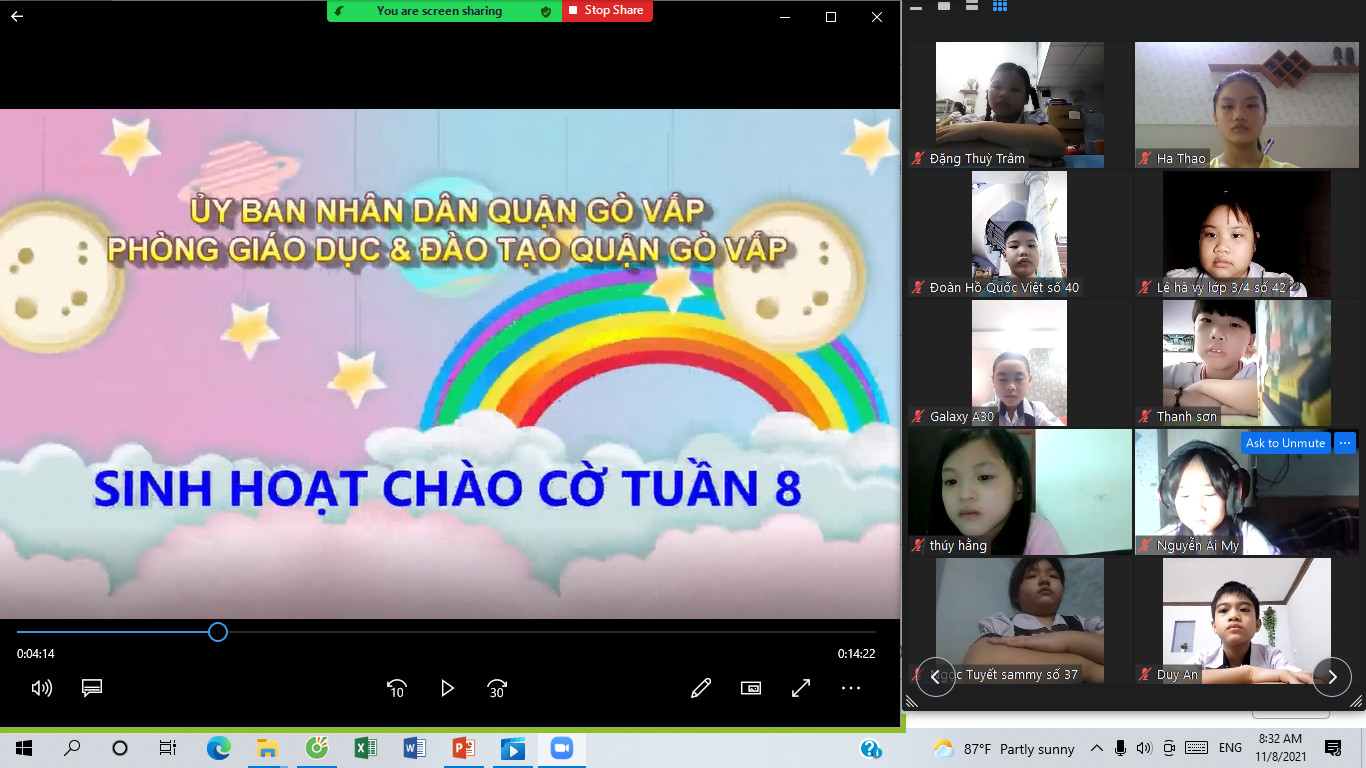 You are screen sharing
Stop Share
ỦY BAN NHÂN DÂN QUẬN GÒ VẤP
PHÒNG GIÁO DỤC & ĐÀO TẠO QUẬN GÒ VẤP
SINH HOẠT CHÀO CỜ TUẦN 8
0:04:14
0:14:22
10
30
Đặng Thuỳ Trâm
Ha Thao
Đoàn Hồ Quốc Việt số 40
Lê hà vy lớp 3/4 số 42
Galaxy A30
Thanh sơn
Ask to Unmute
thúy hằng
Nguyễn Ái My
Tuyết sammy số 37
Duy An
87°F Partly sunny
ENG
8:32 AM
11/8/2021